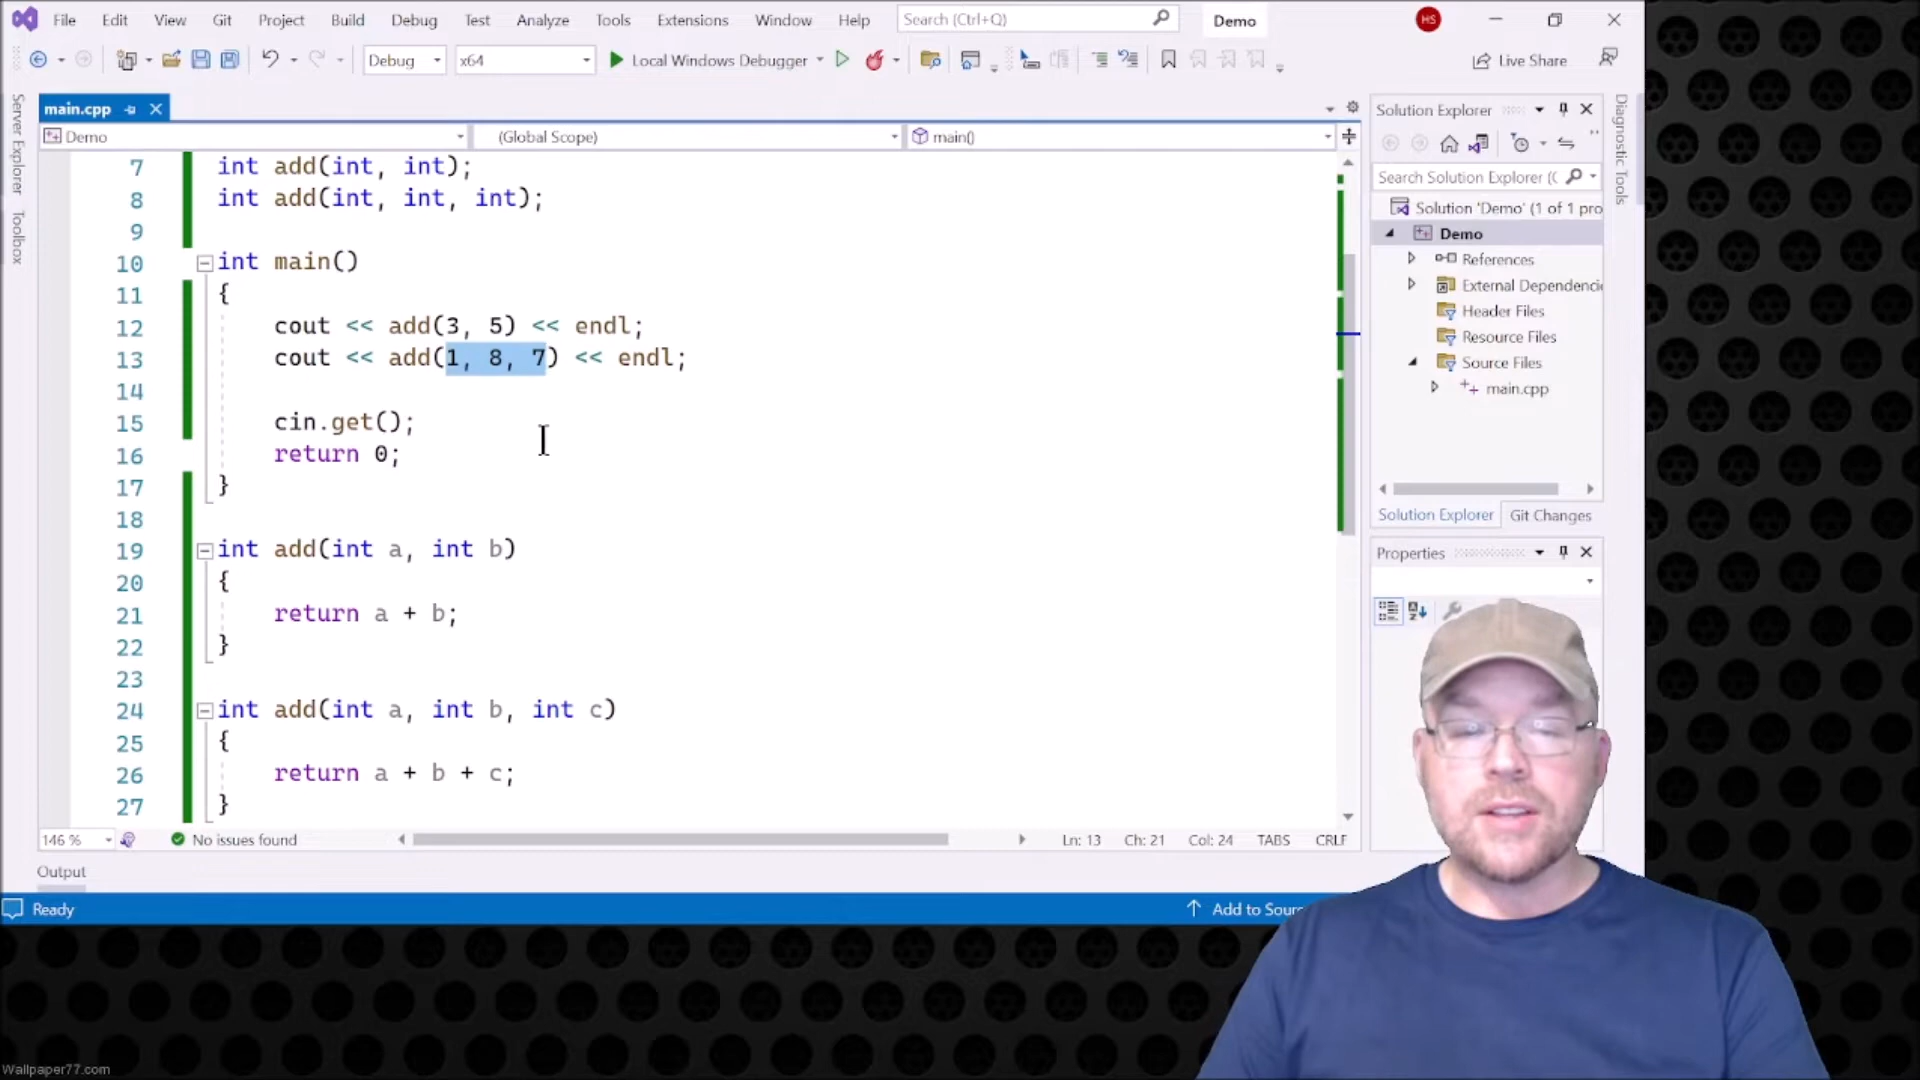 File Edit View Git Project Build Debug Test Analyze Tools Extensions Window Help Search (Ctrl+Q) Demo HS
Debug x64 Local Windows Debugger Live Share
Server Explorer
Toolbox
main.cpp
Demo (Global Scope) main()
7 int add(int, int);
8 int add(int, int, int);
9
10 int main()
11 {
12 cout << add(3, 5) << endl;
13 cout << add(1, 8, 7) << endl;
14
15 cin.get();
16 return 0;
17 }
18
19 int add(int a, int b)
20 {
21 return a + b;
22 }
23
24 int add(int a, int b, int c)
25 {
26 return a + b + c;
27 }
146 % No issues found Ln: 13 Ch: 21 Col: 24 TABS CRLF
Output
Ready Add to Sour
Solution Explorer
Search Solution Explorer (C
Solution 'Demo' (1 of 1 pro
Demo
References
External Dependenci
Header Files
Resource Files
Source Files
main.cpp
Solution Explorer Git Changes
Properties
Diagnostic Tools
Wallpaper77.com